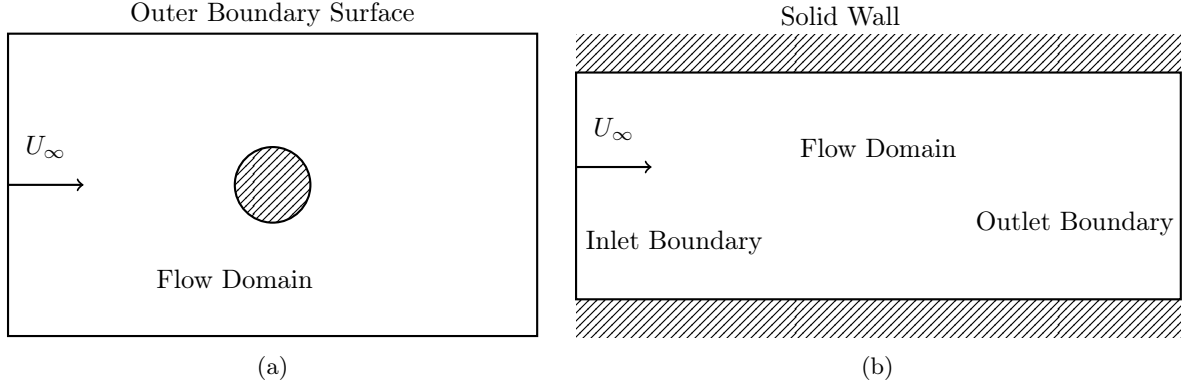 Outer Boundary Surface
U∞
Flow Domain
(a)
Solid Wall
U∞
Flow Domain
Outlet Boundary
Inlet Boundary
(b)